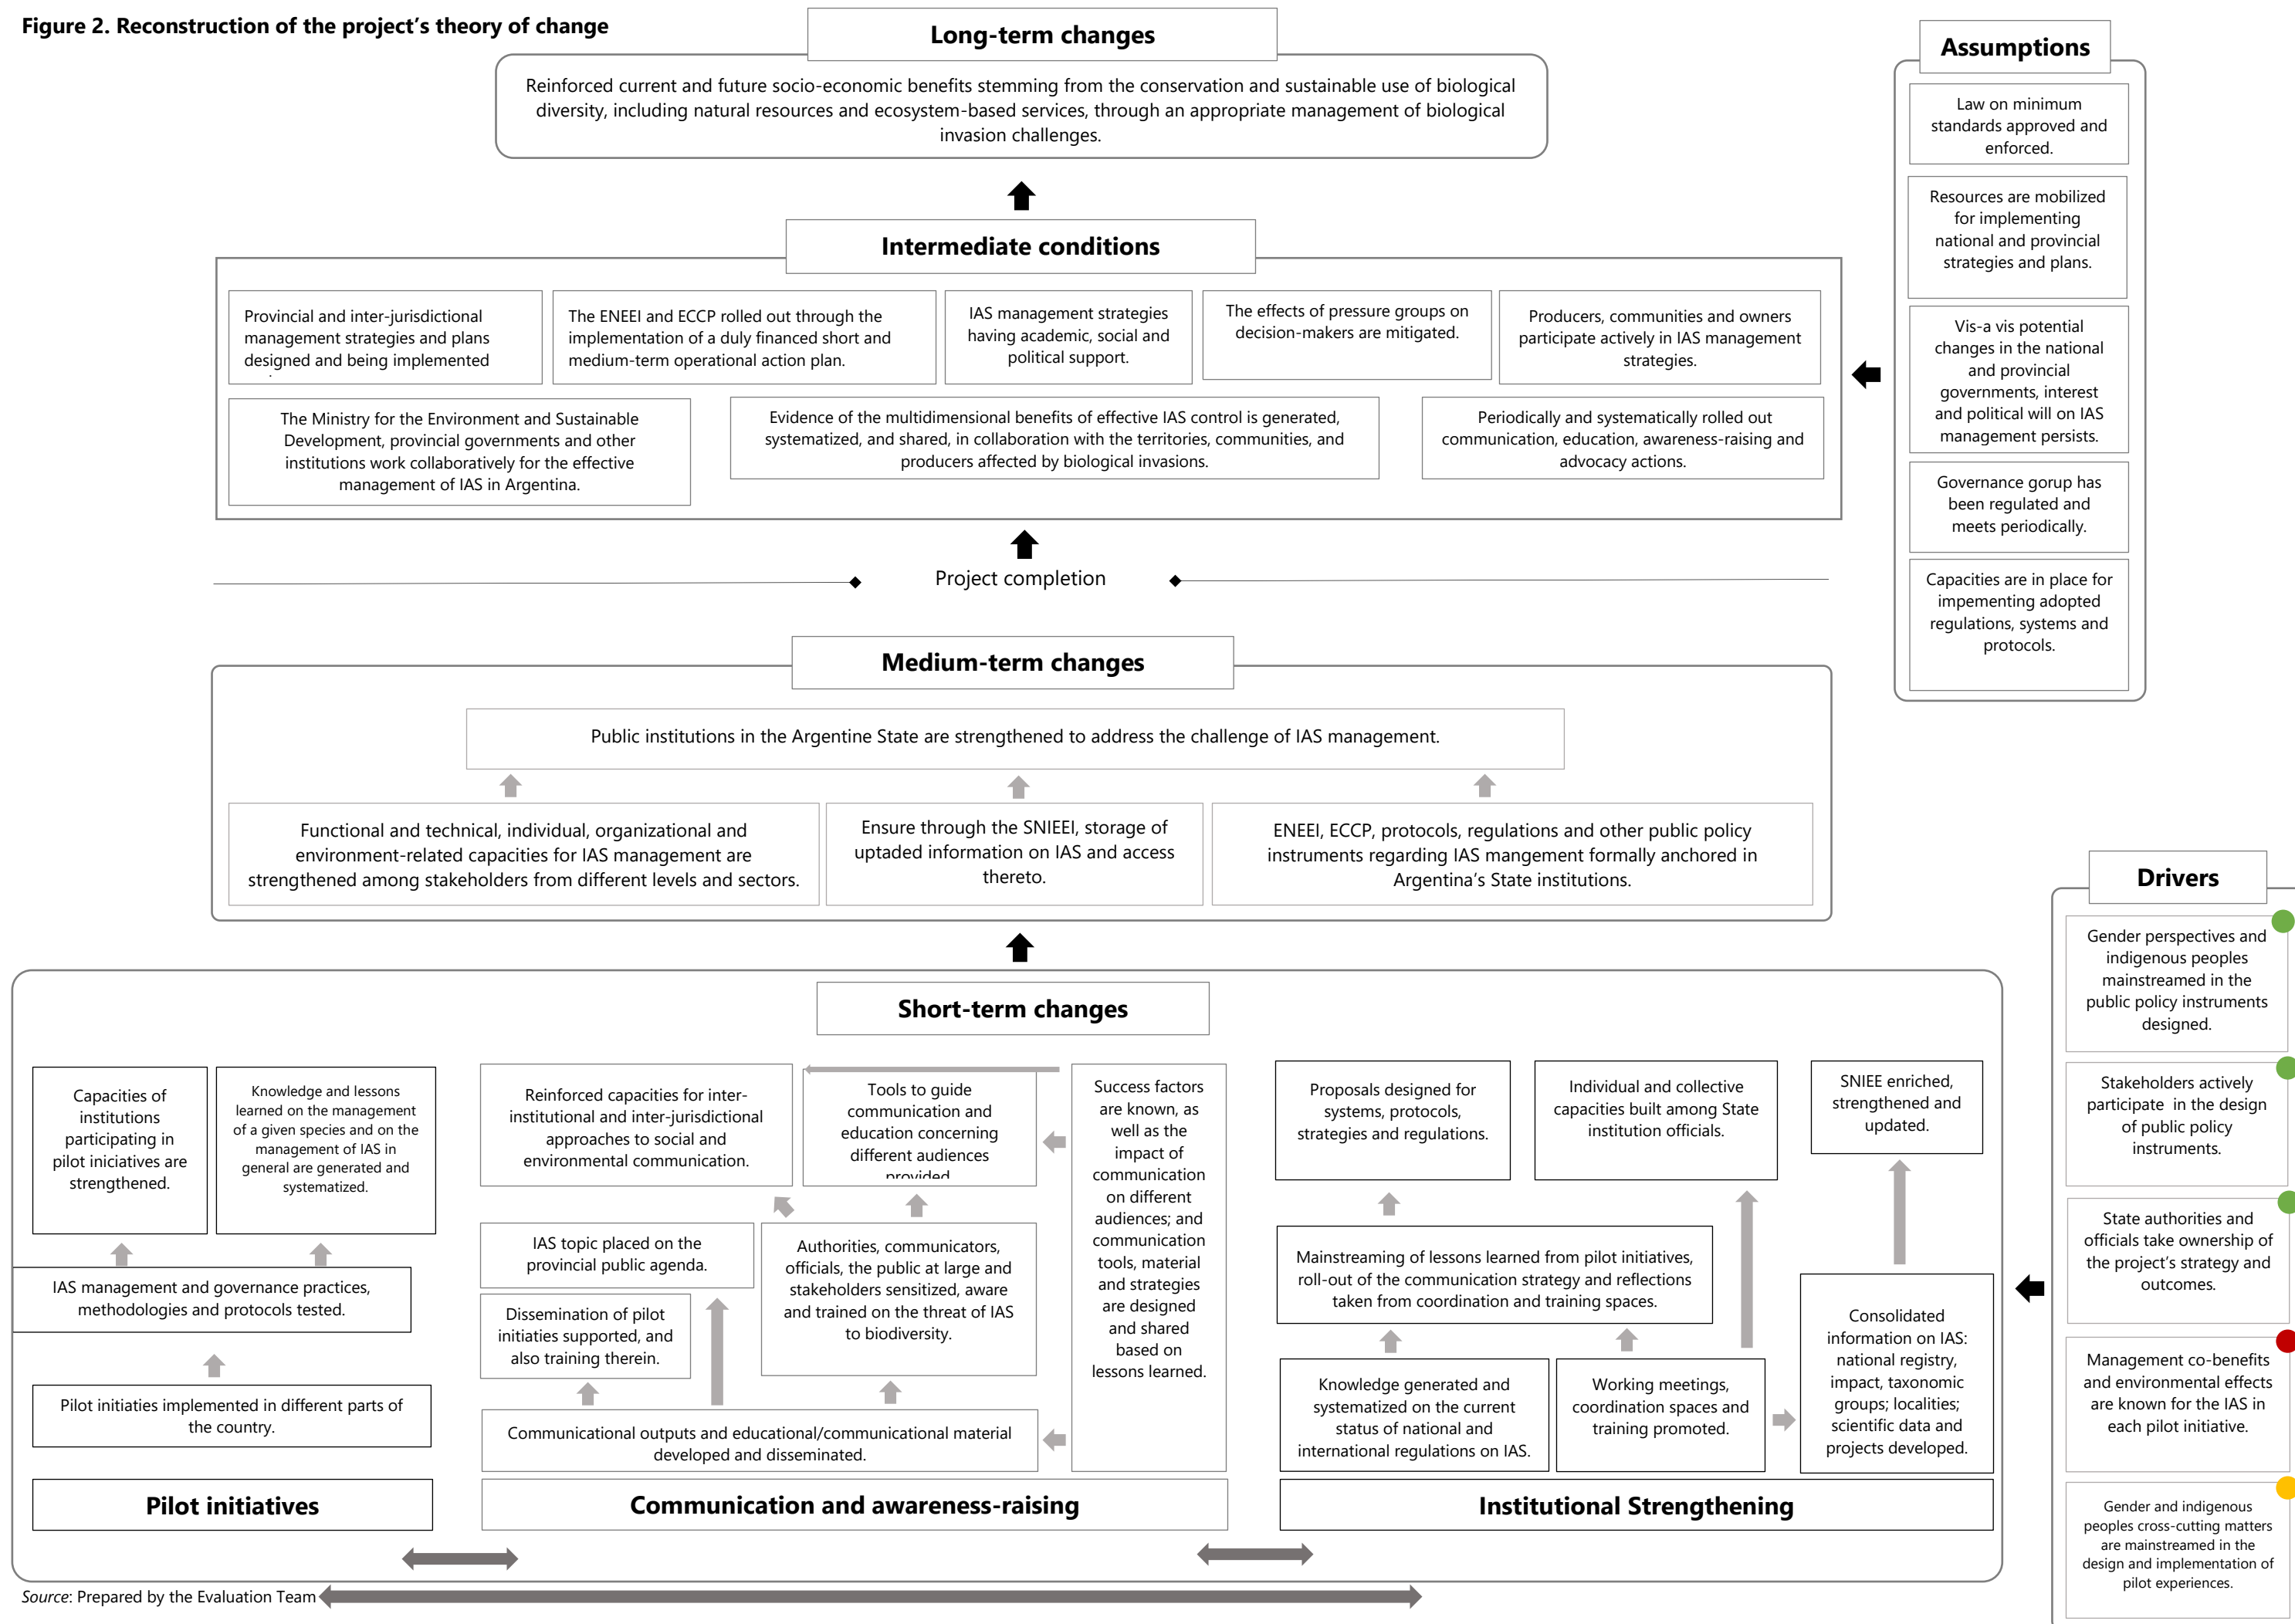 Figure 2. Reconstruction of the project's theory of change
Long-term changes
Reinforced current and future socio-economic benefits stemming from the conservation and sustainable use of biological
diversity, including natural resources and ecosystem-based services, through an appropriate management of biological
invasion challenges.
Intermediate conditions
Provincial and inter-jurisdictional
management strategies and plans
designed and being implemented
The ENEEI and ECCP rolled out through the
implementation of a duly financed short and
medium-term operational action plan.
IAS management strategies
having academic, social and
political support.
The effects of pressure groups on
decision-makers are mitigated.
Producers, communities and owners
participate actively in IAS management
strategies.
The Ministry for the Environment and Sustainable
Development, provincial governments and other
institutions work collaboratively for the effective
management of IAS in Argentina.
Evidence of the multidimensional benefits of effective IAS control is generated,
systematized, and shared, in collaboration with the territories, communities, and
producers affected by biological invasions.
Periodically and systematically rolled out
communication, education, awareness-raising and
advocacy actions.
Assumptions
Law on minimum
standards approved and
enforced.
Resources are mobilized
for implementing
national and provincial
strategies and plans.
Vis-a vis potential
changes in the national
and provincial
governments, interest
and political will on IAS
management persists.
Governance gorup has
been regulated and
meets periodically.
Capacities are in place for
impementing adopted
regulations, systems and
protocols.
Project completion
Medium-term changes
Public institutions in the Argentine State are strengthened to address the challenge of IAS management.
Functional and technical, individual, organizational and
environment-related capacities for IAS management are
strengthened among stakeholders from different levels and sectors.
Ensure through the SNIEEI, storage of
uptaded information on IAS and access
thereto.
ENEEI, ECCP, protocols, regulations and other public policy
instruments regarding IAS mangement formally anchored in
Argentina's State institutions.
Short-term changes
Capacities of
institutions
participating in
pilot iniciatives are
strengthened.
Knowledge and lessons
learned on the management
of a given species and on the
management of IAS in
general are generated and
systematized.
IAS management and governance practices,
methodologies and protocols tested.
Pilot initiaties implemented in different parts of
the country.
Pilot initiatives
Reinforced capacities for inter-
institutional and inter-jurisdictional
approaches to social and
environmental communication.
Tools to guide
communication and
education concerning
different audiences
provided
Success factors
are known, as
well as the
impact of
communication
on different
audiences; and
communication
tools, material
and strategies
are designed
and shared
based on
lessons learned.
IAS topic placed on the
provincial public agenda.
Authorities, communicators,
officials, the public at large and
stakeholders sensitized, aware
and trained on the threat of IAS
to biodiversity.
Dissemination of pilot
initiaties supported, and
also training therein.
Communicational outputs and educational/communicational material
developed and disseminated.
Communication and awareness-raising
Proposals designed for
systems, protocols,
strategies and regulations.
Individual and collective
capacities built among State
institution officials.
SNIEE enriched,
strengthened and
updated.
Mainstreaming of lessons learned from pilot initiatives,
roll-out of the communication strategy and reflections
taken from coordination and training spaces.
Knowledge generated and
systematized on the current
status of national and
international regulations on IAS.
Working meetings,
coordination spaces and
training promoted.
Consolidated
information on IAS:
national registry,
impact, taxonomic
groups; localities;
scientific data and
projects developed.
Institutional Strengthening
Drivers
Gender perspectives and
indigenous peoples
mainstreamed in the
public policy instruments
designed.
Stakeholders actively
participate in the design
of public policy
instruments.
State authorities and
officials take ownership of
the project's strategy and
outcomes.
Management co-benefits
and environmental effects
are known for the IAS in
each pilot initiative.
Gender and indigenous
peoples cross-cutting matters
are mainstreamed in the
design and implementation of
pilot experiences.
Source: Prepared by the Evaluation Team